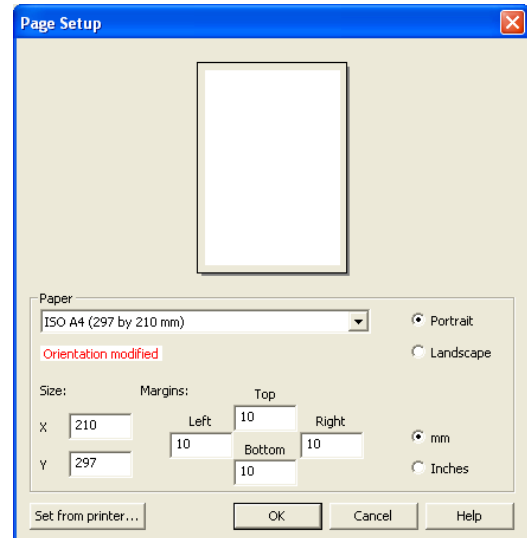 Page Setup
Paper
ISO A4 (297 by 210 mm)
Portrait
Orientation modified
Landscape
Size:
Margins:
Top
X
210
Left
10
Right
10
10
mm
Bottom
Y
297
10
Inches
Set from printer...
OK
Cancel
Help